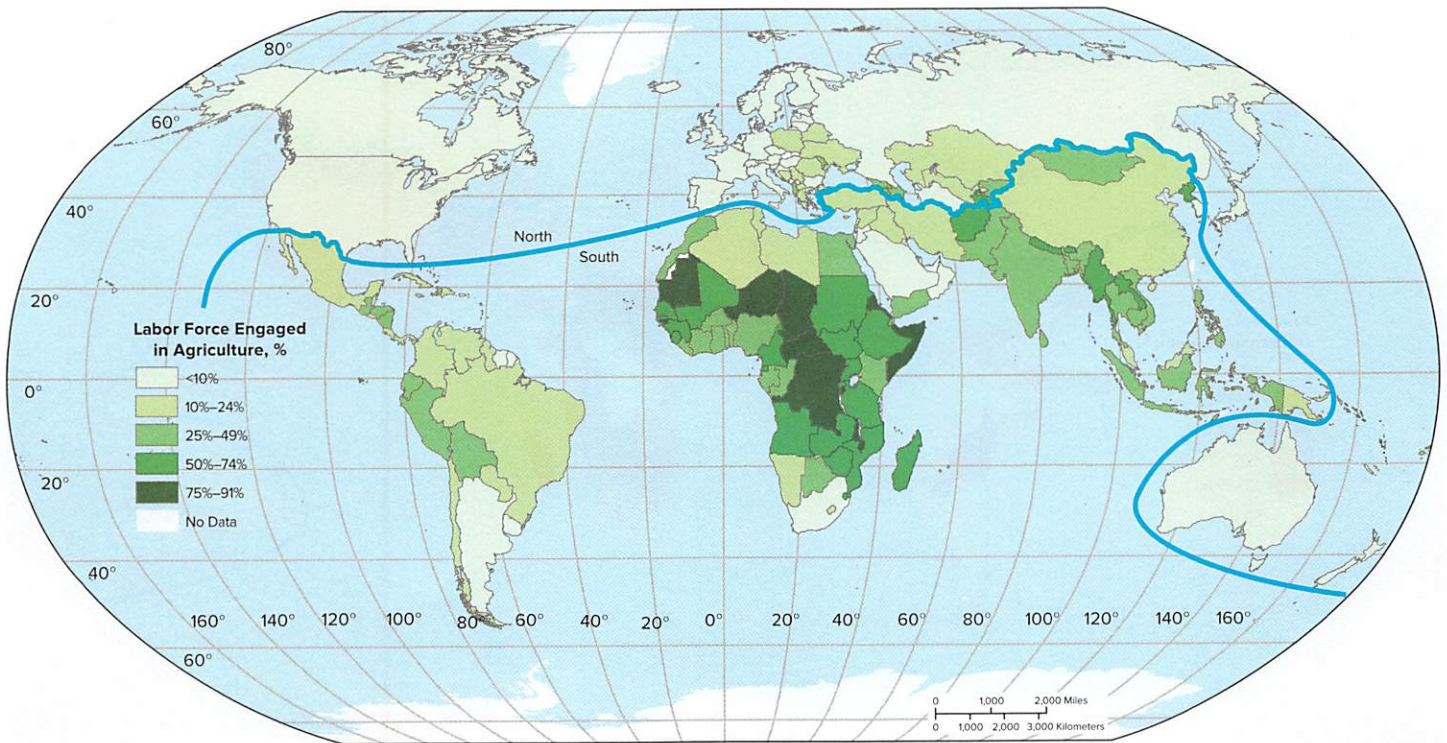 80°
60°
40°
20°
0°
20°
40°
60°
North
South
Labor Force Engaged
in Agriculture, %
<10%
10%–24%
25%–49%
50%–74%
75%–91%
No Data
160° 140° 120° 100° 80° 60° 40° 20° 0° 20° 40° 60° 80° 100° 120° 140° 160°
0 1,000 2,000 Miles
0 1,000 2,000 3,000 Kilometers